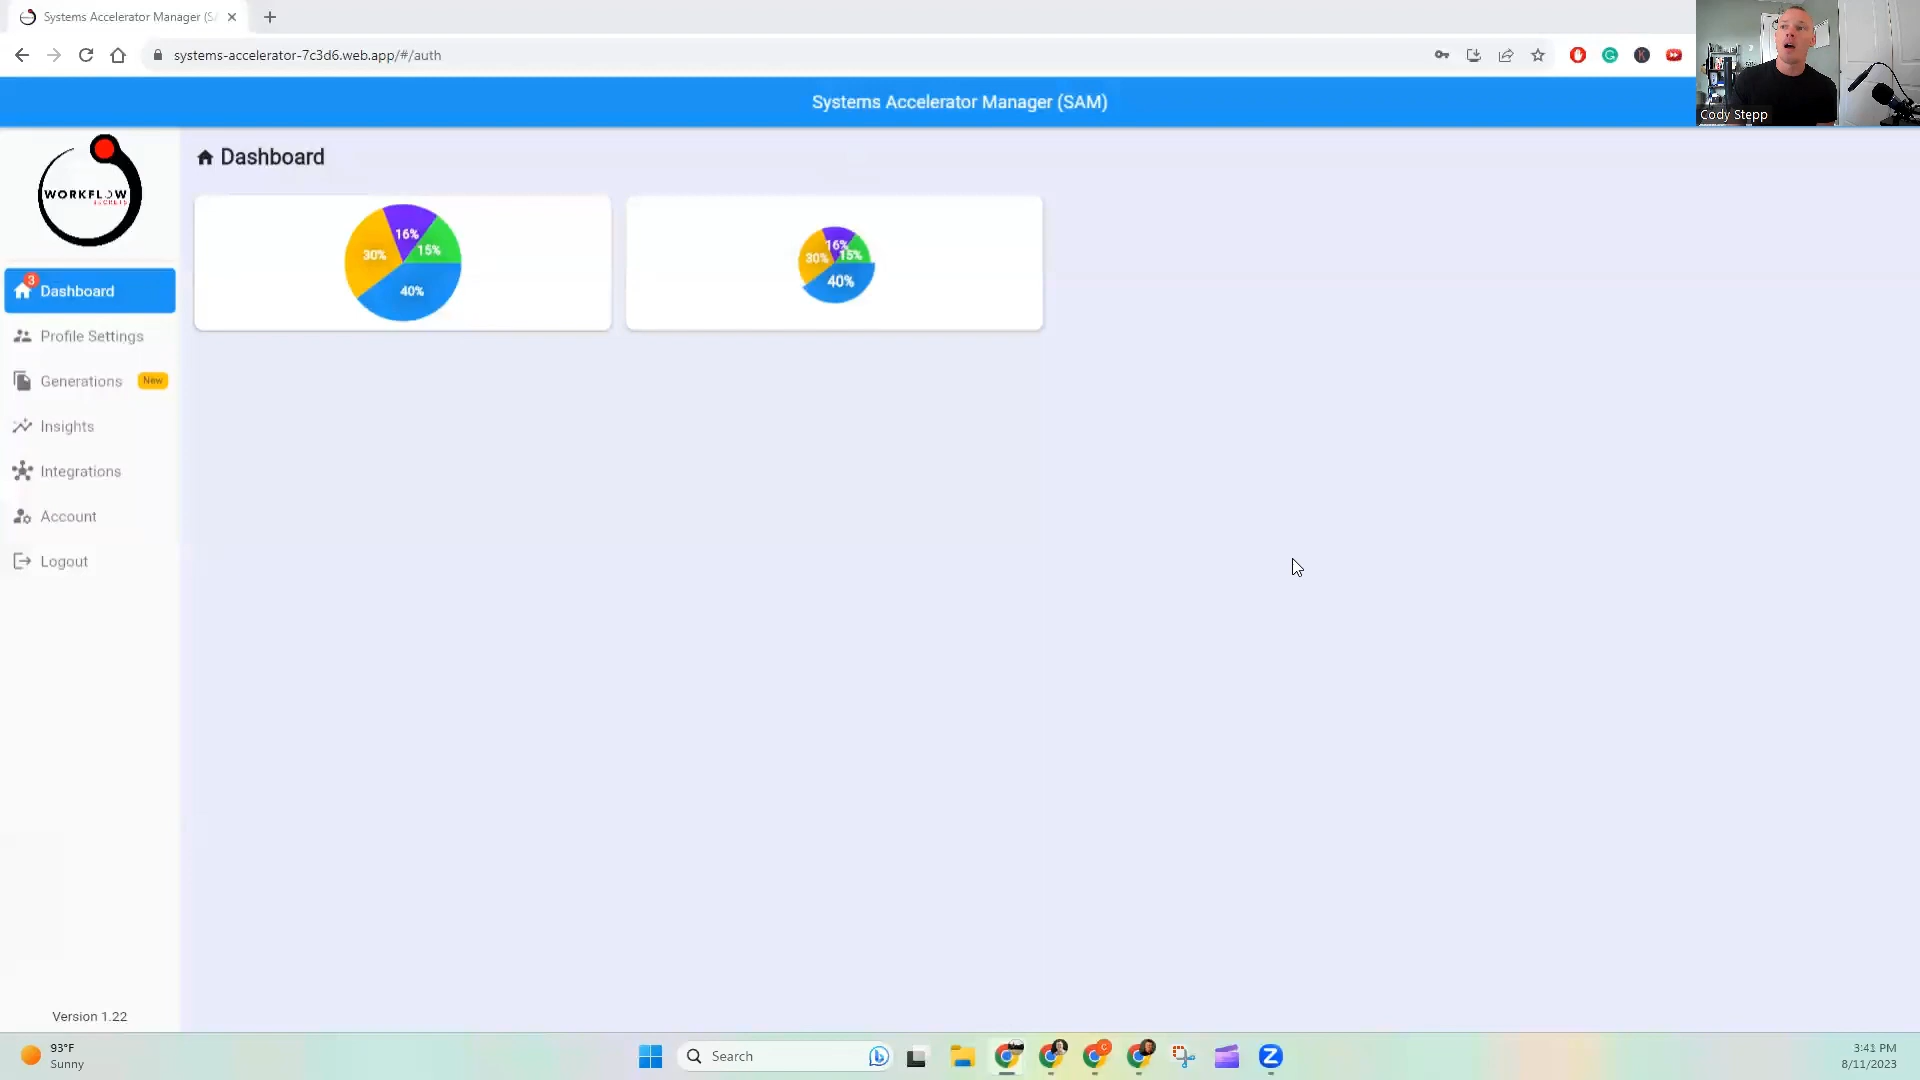 Systems Accelerator Manager (SA
systems-accelerator-7c3d6.web.app/#/auth
Systems Accelerator Manager (SAM)
Cody Stepp
WORKFLOW
SECRETS
Dashboard
16%
30%
15%
40%
16%
30%
15%
40%
3
Dashboard
Profile Settings
Generations New
Insights
Integrations
Account
Logout
Version 1.22
93°F
Sunny
Search
3:41 PM
8/11/2023